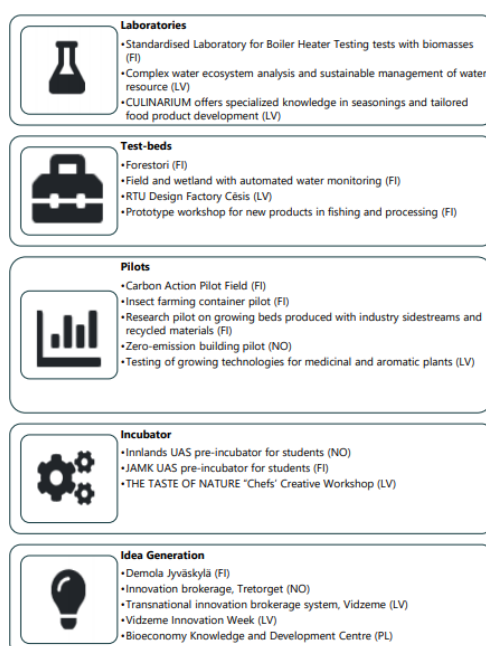 Laboratories
•Standardised Laboratory for Boiler Heater Testing tests with biomasses
(FI)
•Complex water ecosystem analysis and sustainable management of water
resource (LV)
•CULINARIUM offers specialized knowledge in seasonings and tailored
food product development (LV)
Test-beds
•Forestori (FI)
•Field and wetland with automated water monitoring (FI)
•RTU Design Factory Cēsis (LV)
•Prototype workshop for new products in fishing and processing (FI)
Pilots
•Carbon Action Pilot Field (FI)
•Insect farming container pilot (FI)
•Research pilot on growing beds produced with industry sidestreams and
recycled materials (FI)
•Zero-emission building pilot (NO)
•Testing of growing technologies for medicinal and aromatic plants (LV)
Incubator
•Innlands UAS pre-incubator for students (NO)
•JAMK UAS pre-incubator for students (FI)
•THE TASTE OF NATURE "Chefs' Creative Workshop (LV)
Idea Generation
•Demola Jyväskylä (FI)
•Innovation brokerage, Tretorget (NO)
•Transnational innovation brokerage system, Vidzeme (LV)
•Vidzeme Innovation Week (LV)
•Bioeconomy Knowledge and Development Centre (PL)